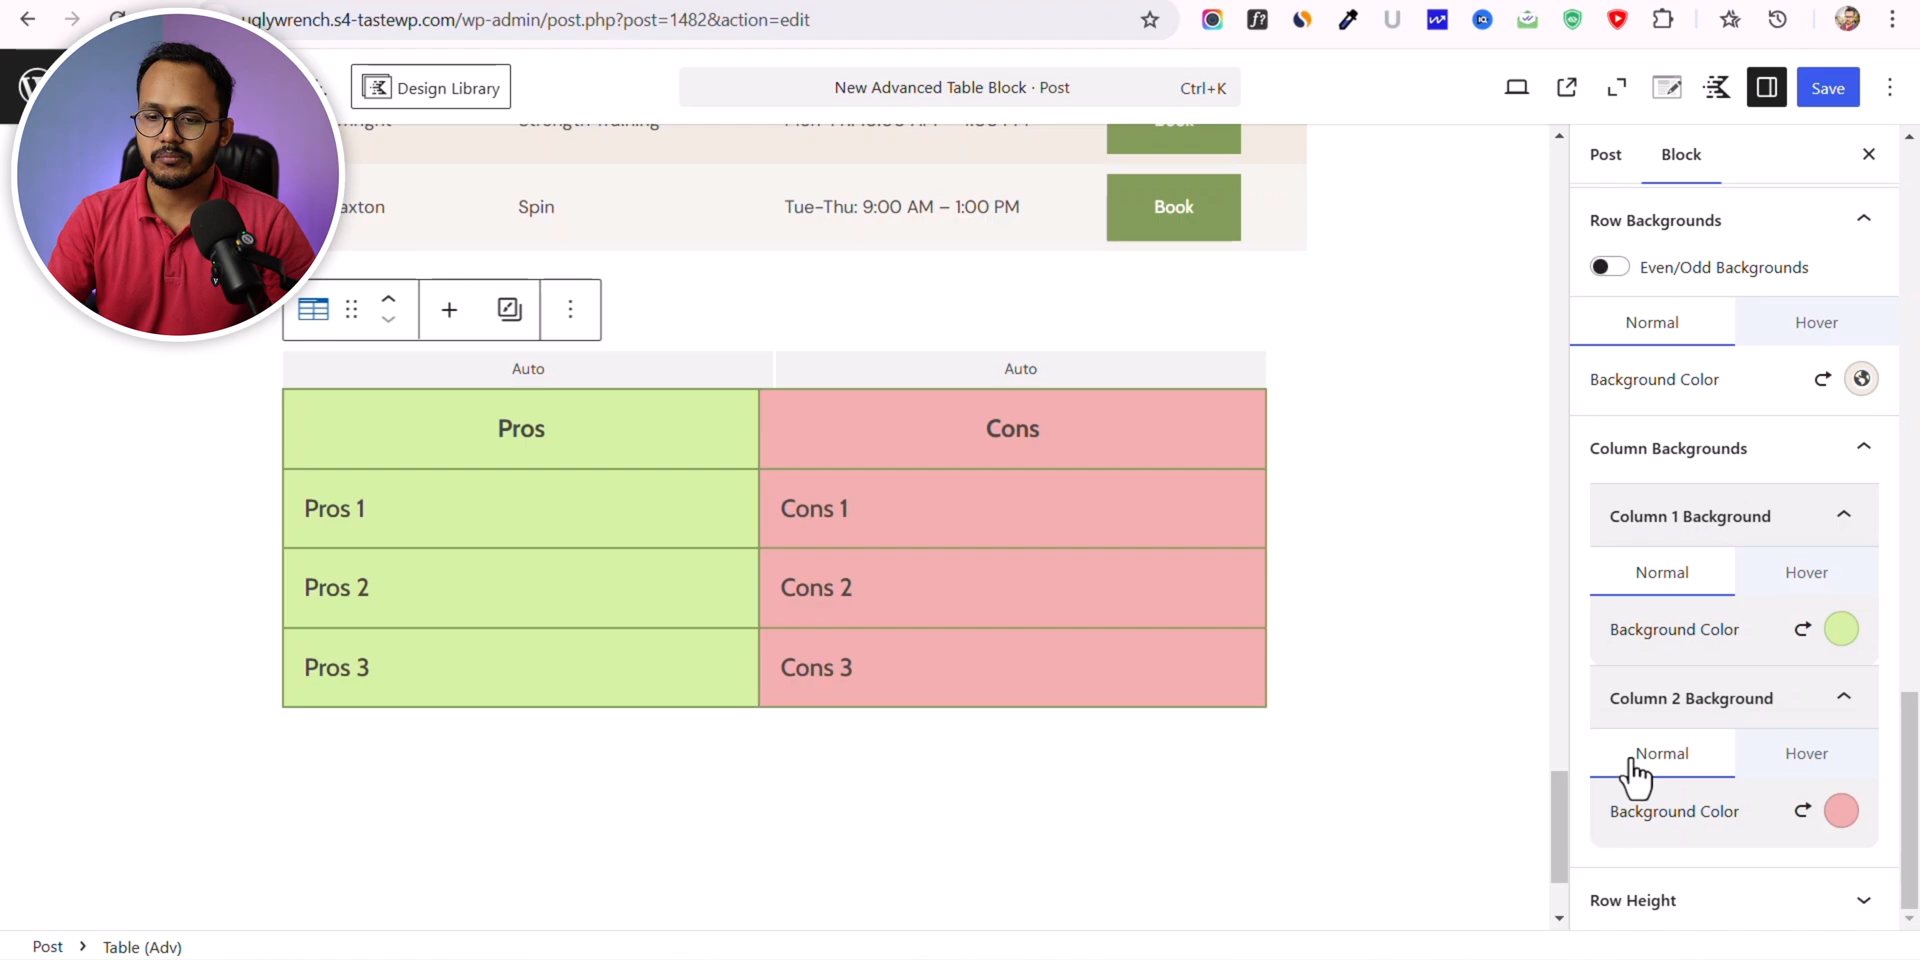 uglywrench.s4-tastewp.com/wp-admin/post.php?post=1482&action=edit
Design Library
New Advanced Table Block · Post
Ctrl+K
Save
Post
Block
Strength Training
Book
axton
Spin
Tue-Thu: 9:00 AM – 1:00 PM
Book
Row Backgrounds
Even/Odd Backgrounds
Normal
Hover
Background Color
Auto
Auto
Pros
Cons
Pros 1
Cons 1
Pros 2
Cons 2
Pros 3
Cons 3
Column Backgrounds
Column 1 Background
Normal
Hover
Background Color
Column 2 Background
Normal
Hover
Background Color
Row Height
Post
Table (Adv)